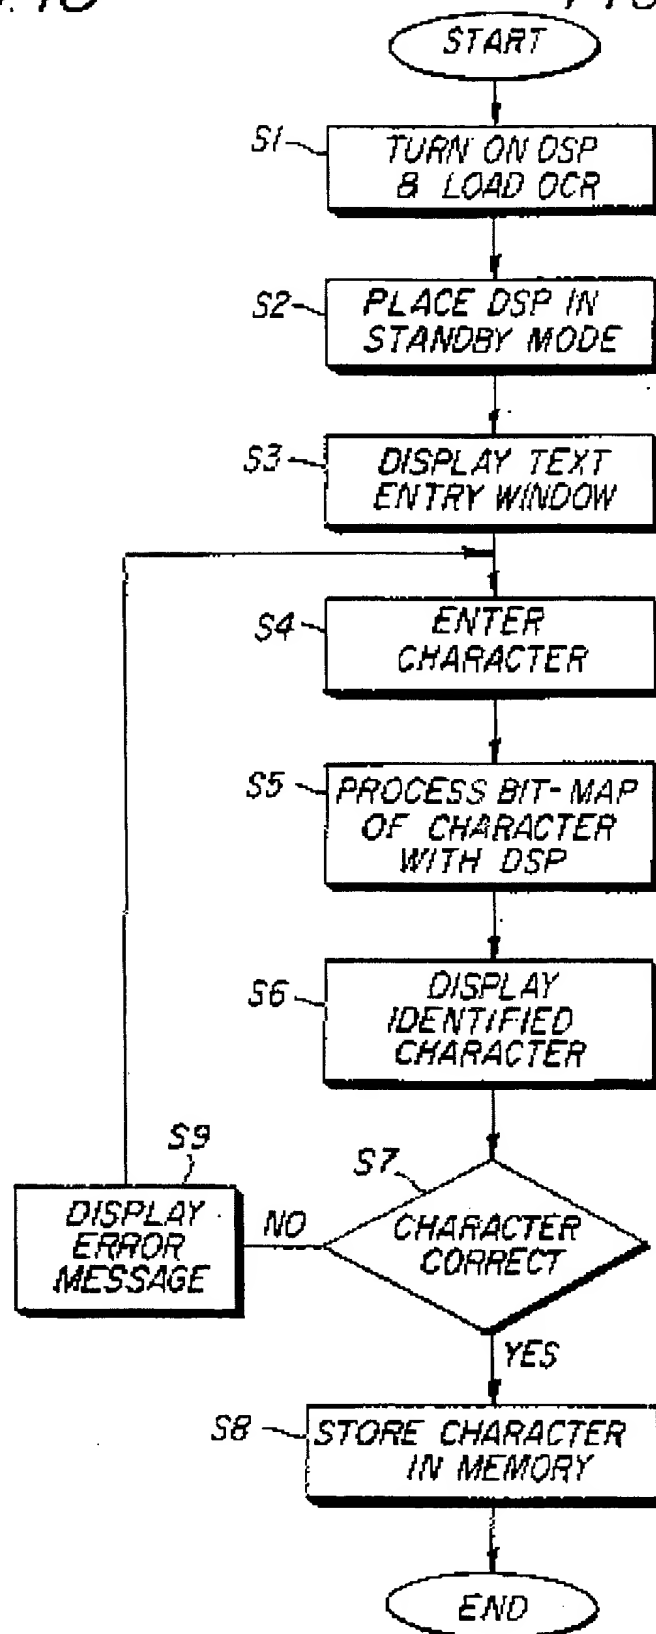 START
S1
TURN ON DSP
& LOAD OCR
S2
PLACE DSP IN
STANDBY MODE
S3
DISPLAY TEXT
ENTRY WINDOW
S4
ENTER
CHARACTER
S5
PROCESS BIT-MAP
OF CHARACTER
WITH DSP
S6
DISPLAY
IDENTIFIED
CHARACTER
S7
CHARACTER
CORRECT
NO
S9
DISPLAY
ERROR
MESSAGE
YES
S8
STORE CHARACTER
IN MEMORY
END